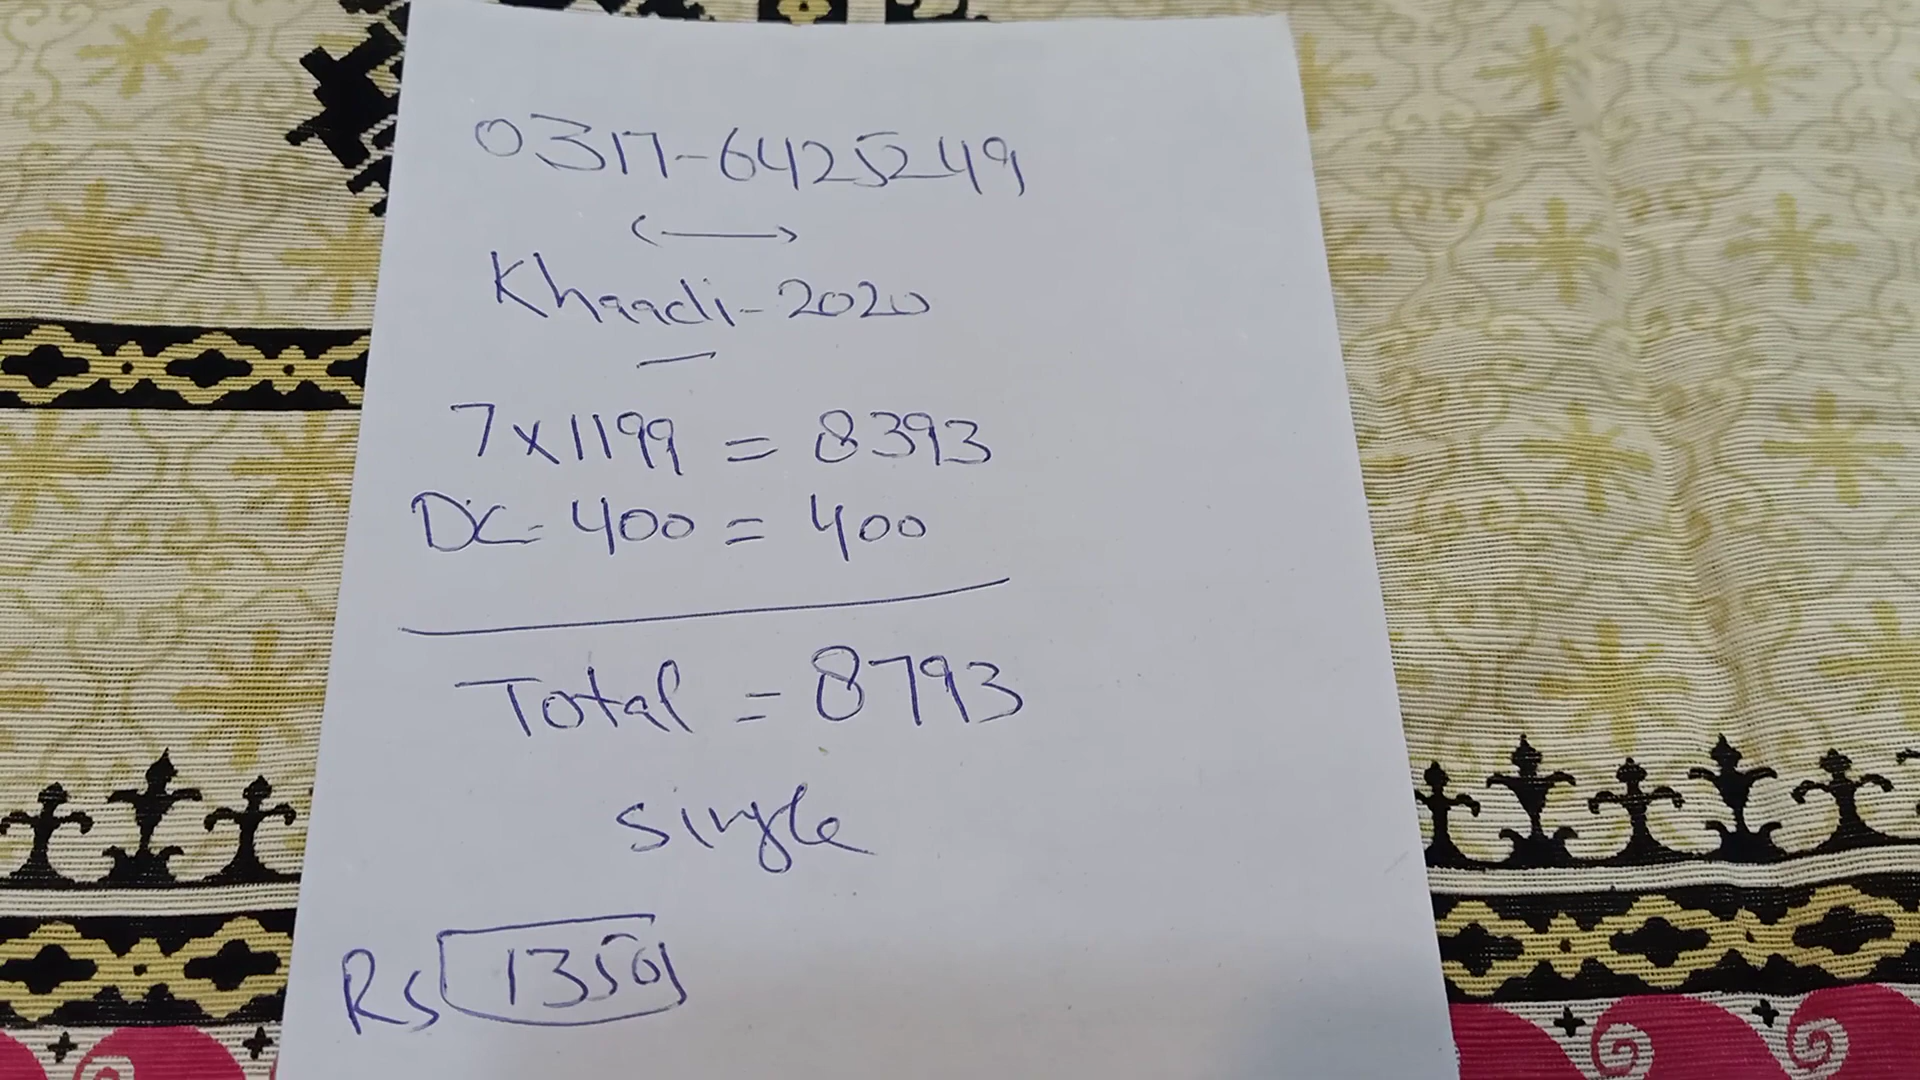 0317-6425249
Khaadi-2020
7x1199 = 8393
DC- 400 = 400
Total = 8793
single
Rs 1350